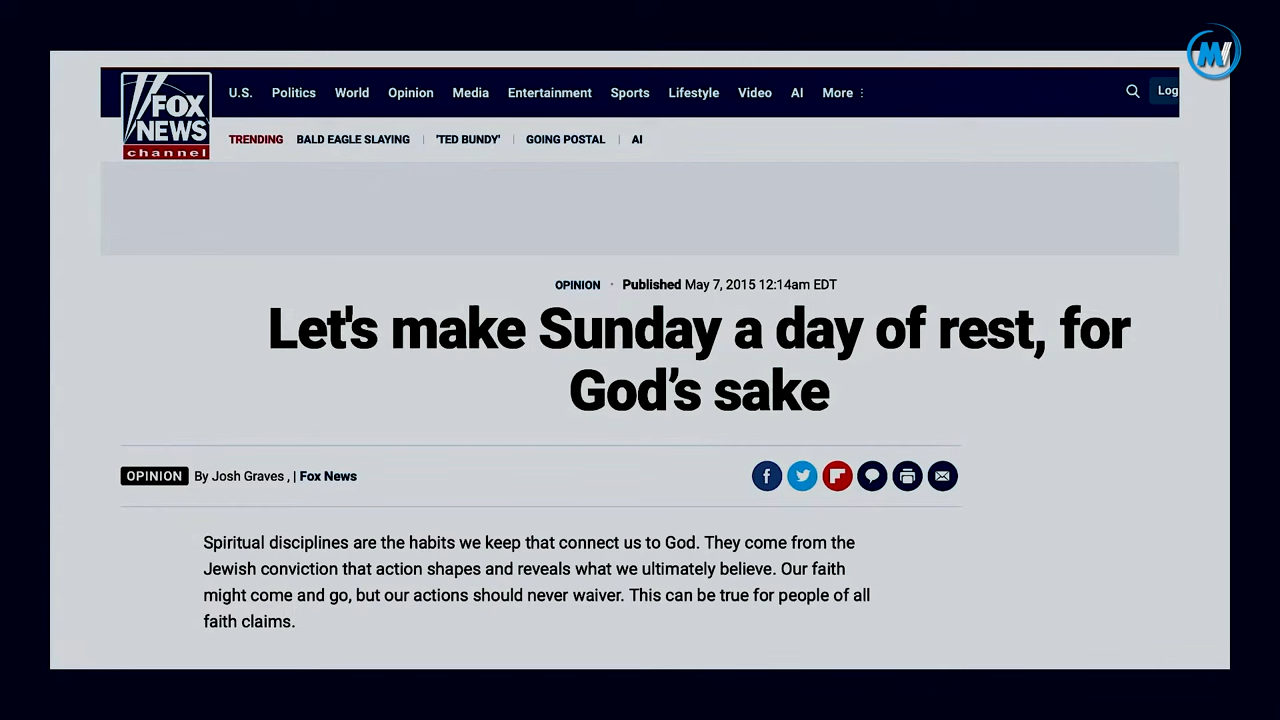 FOX
NEWS
channel
U.S. Politics World Opinion Media Entertainment Sports Lifestyle Video AI More Log
TRENDING BALD EAGLE SLAYING 'TED BUNDY' GOING POSTAL AI
OPINION · Published May 7, 2015 12:14am EDT
Let's make Sunday a day of rest, for
God’s sake
OPINION By Josh Graves , | Fox News
Spiritual disciplines are the habits we keep that connect us to God. They come from the
Jewish conviction that action shapes and reveals what we ultimately believe. Our faith
might come and go, but our actions should never waiver. This can be true for people of all
faith claims.